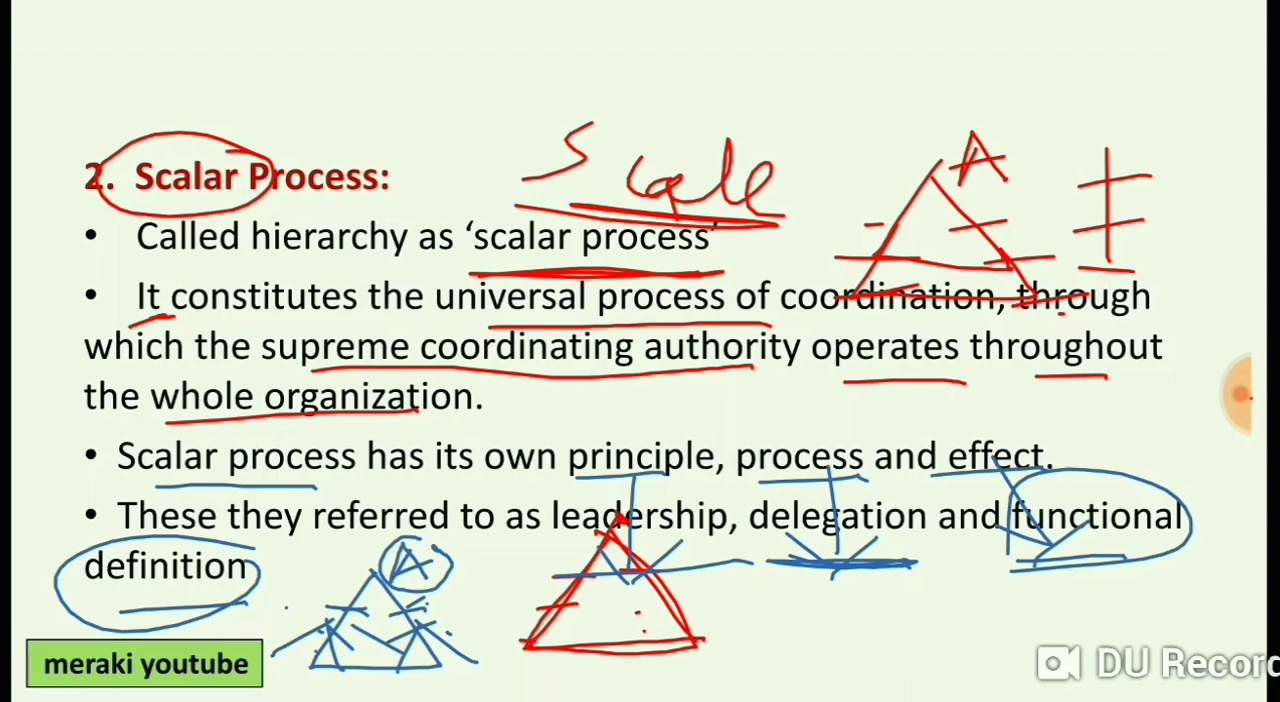 2. Scalar Process:
Scale
A
• Called hierarchy as ‘scalar process’
• It constitutes the universal process of coordination, through
which the supreme coordinating authority operates throughout
the whole organization.
• Scalar process has its own principle, process and effect.
• These they referred to as leadership, delegation and functional
definition
A
meraki youtube
DU Record